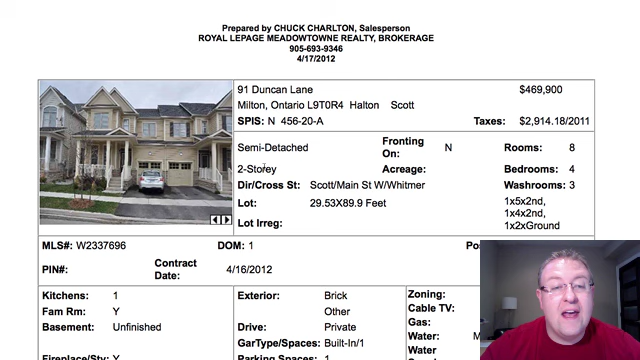 Prepared by CHUCK CHARLTON, Salesperson
ROYAL LEPAGE MEADOWTOWNE REALTY, BROKERAGE
905-693-9346
4/17/2012
91 Duncan Lane $469,900
Milton, Ontario L9T0R4 Halton Scott
SPIS: N 456-20-A Taxes: $2,914.18/2011
Semi-Detached Fronting On: N Rooms: 8
2-Storey Acreage: Bedrooms: 4
Dir/Cross St: Scott/Main St W/Whitmer Washrooms: 3
Lot: 29.53X89.9 Feet 1x5x2nd,
1x4x2nd,
Lot Irreg: 1x2xGround
MLS#: W2337696 DOM: 1
PIN#: Contract Date: 4/16/2012
Kitchens: 1 Exterior: Brick Zoning:
Fam Rm: Y Other Cable TV:
Basement: Unfinished Drive: Private Gas:
GarType/Spaces: Built-In/1 Water:
Water
Fireplace/Stv: Y Parking Spaces: 1